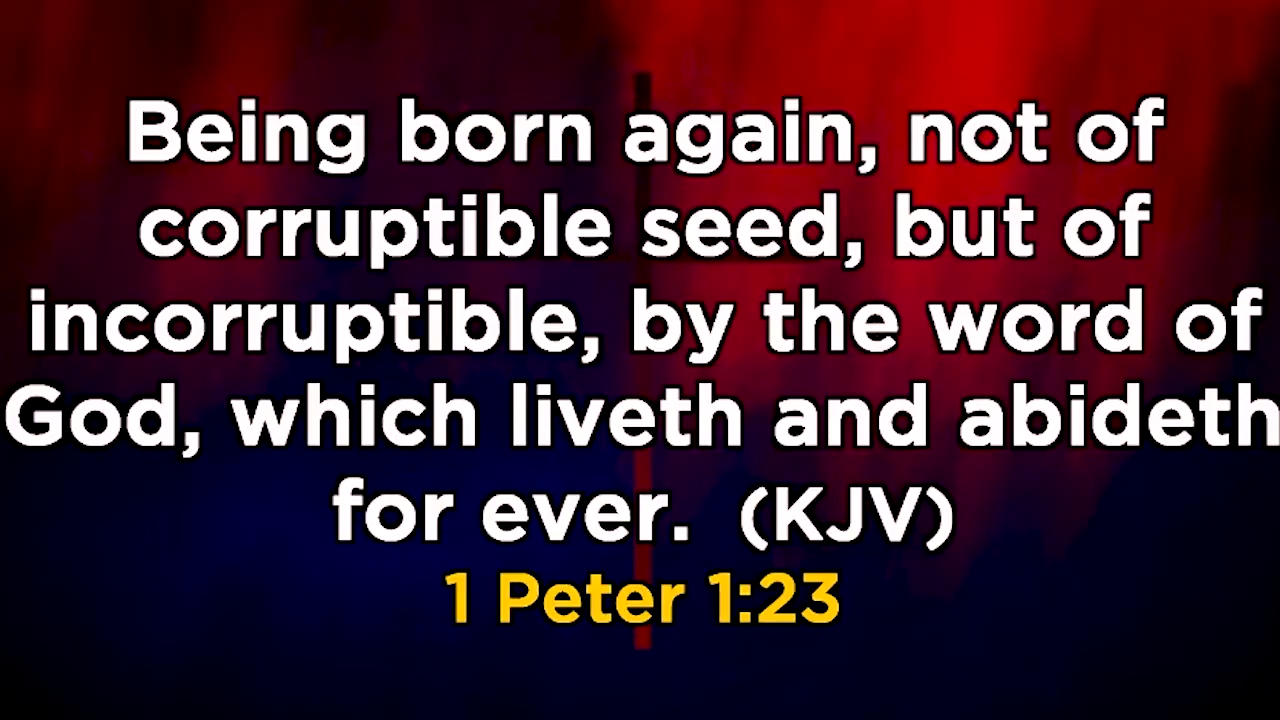 Being born again, not of
corruptible seed, but of
incorruptible, by the word of
God, which liveth and abideth
for ever. (KJV)
1 Peter 1:23